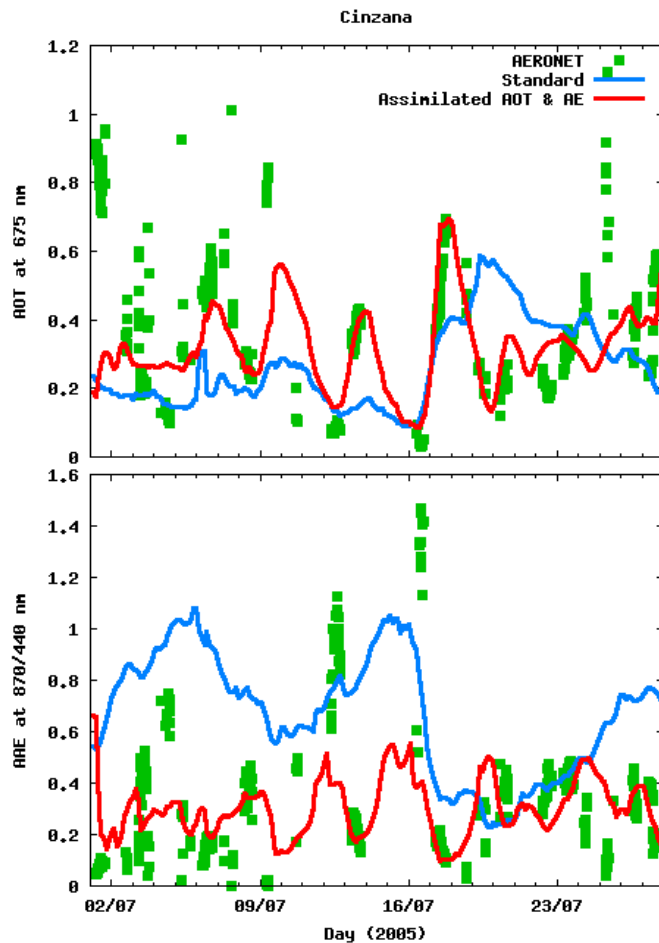 Cinzana
1.2
1
0.8
0.6
0.4
0.2
0
AOT at 675 nm
AERONET
Standard
Assimilated AOT & AE
1.6
1.4
1.2
1
0.8
0.6
0.4
0.2
0
AAE at 870/440 nm
02/07 09/07 16/07 23/07
Day (2005)